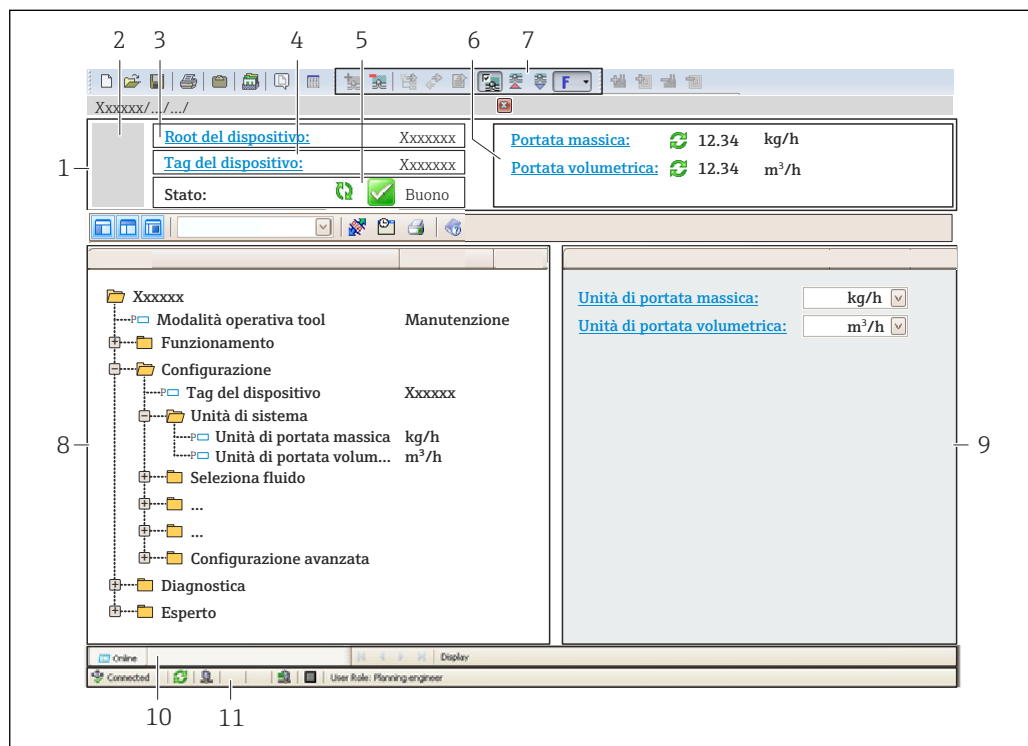 2 3 4 5 6 7
F
Xxxxxx/.../.../
1
Root del dispositivo: Xxxxxxx
Tag del dispositivo: Xxxxxxx
Stato: Buono
Portata massica: 12.34 kg/h
Portata volumetrica: 12.34 m³/h
8
Xxxxxx
P Modalità operativa tool Manutenzione
Funzionamento
Configurazione
P Tag del dispositivo Xxxxxx
Unità di sistema
P Unità di portata massica kg/h
P Unità di portata volum... m³/h
Seleziona fluido
...
...
Configurazione avanzata
Diagnostica
Esperto
Unità di portata massica: kg/h
Unità di portata volumetrica: m³/h
9
Online Display
Connected User Role: Planning engineer
10 11